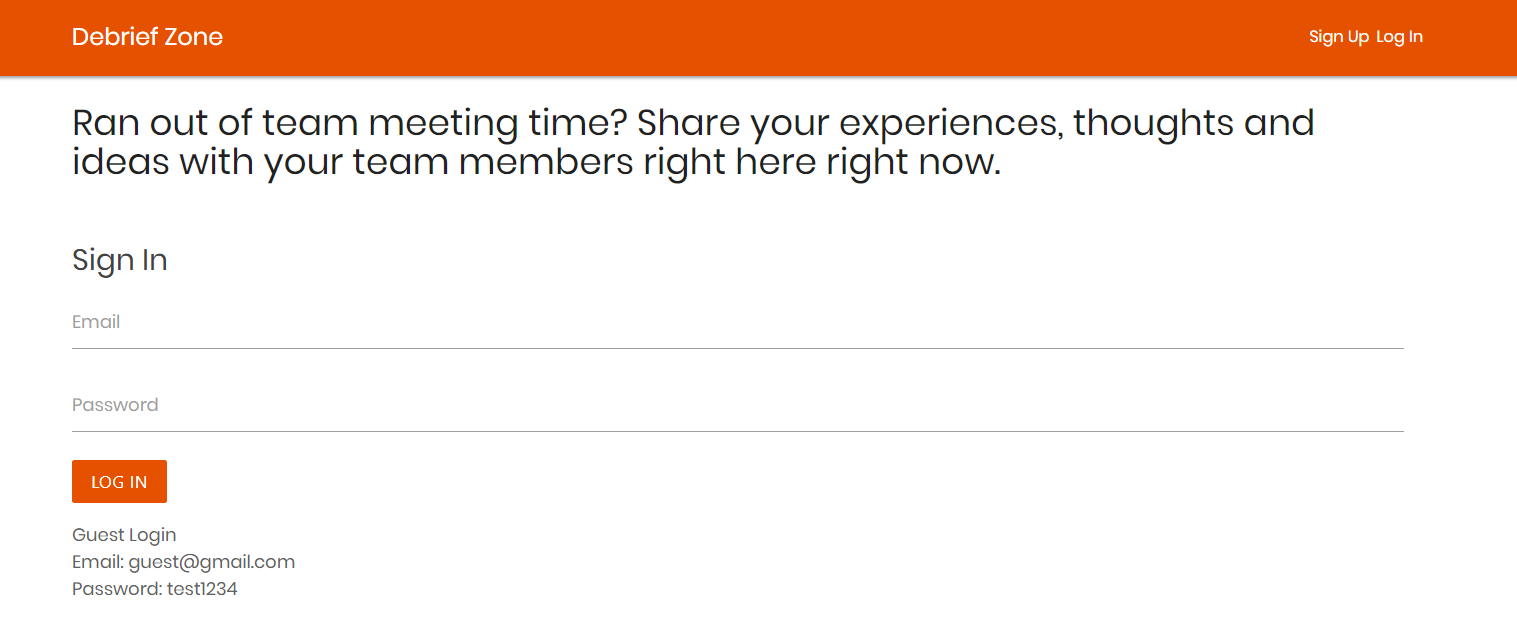 Debrief Zone
Sign Up Log In
Ran out of team meeting time? Share your experiences, thoughts and
ideas with your team members right here right now.
Sign In
Email
Password
LOG IN
Guest Login
Email: guest@gmail.com
Password: test1234